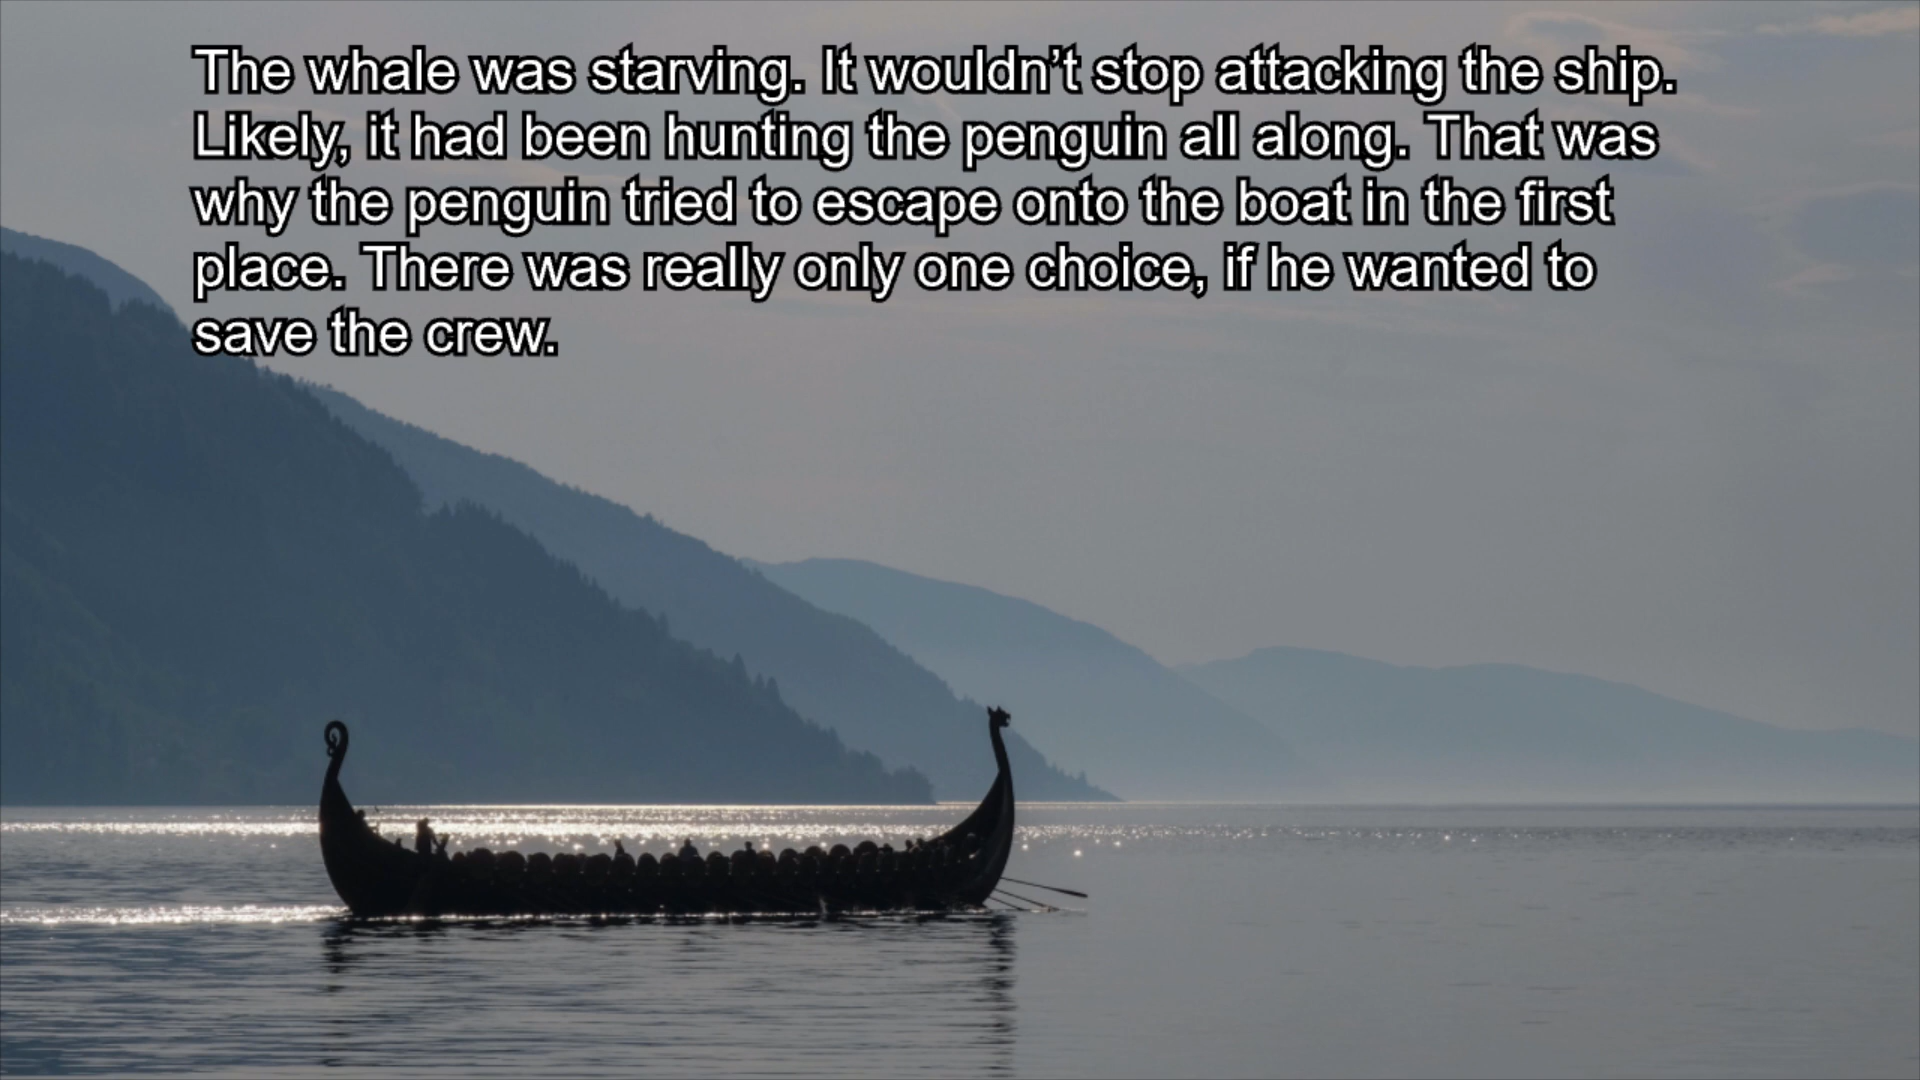 The whale was starving. It wouldn’t stop attacking the ship.
Likely, it had been hunting the penguin all along. That was
why the penguin tried to escape onto the boat in the first
place. There was really only one choice, if he wanted to
save the crew.